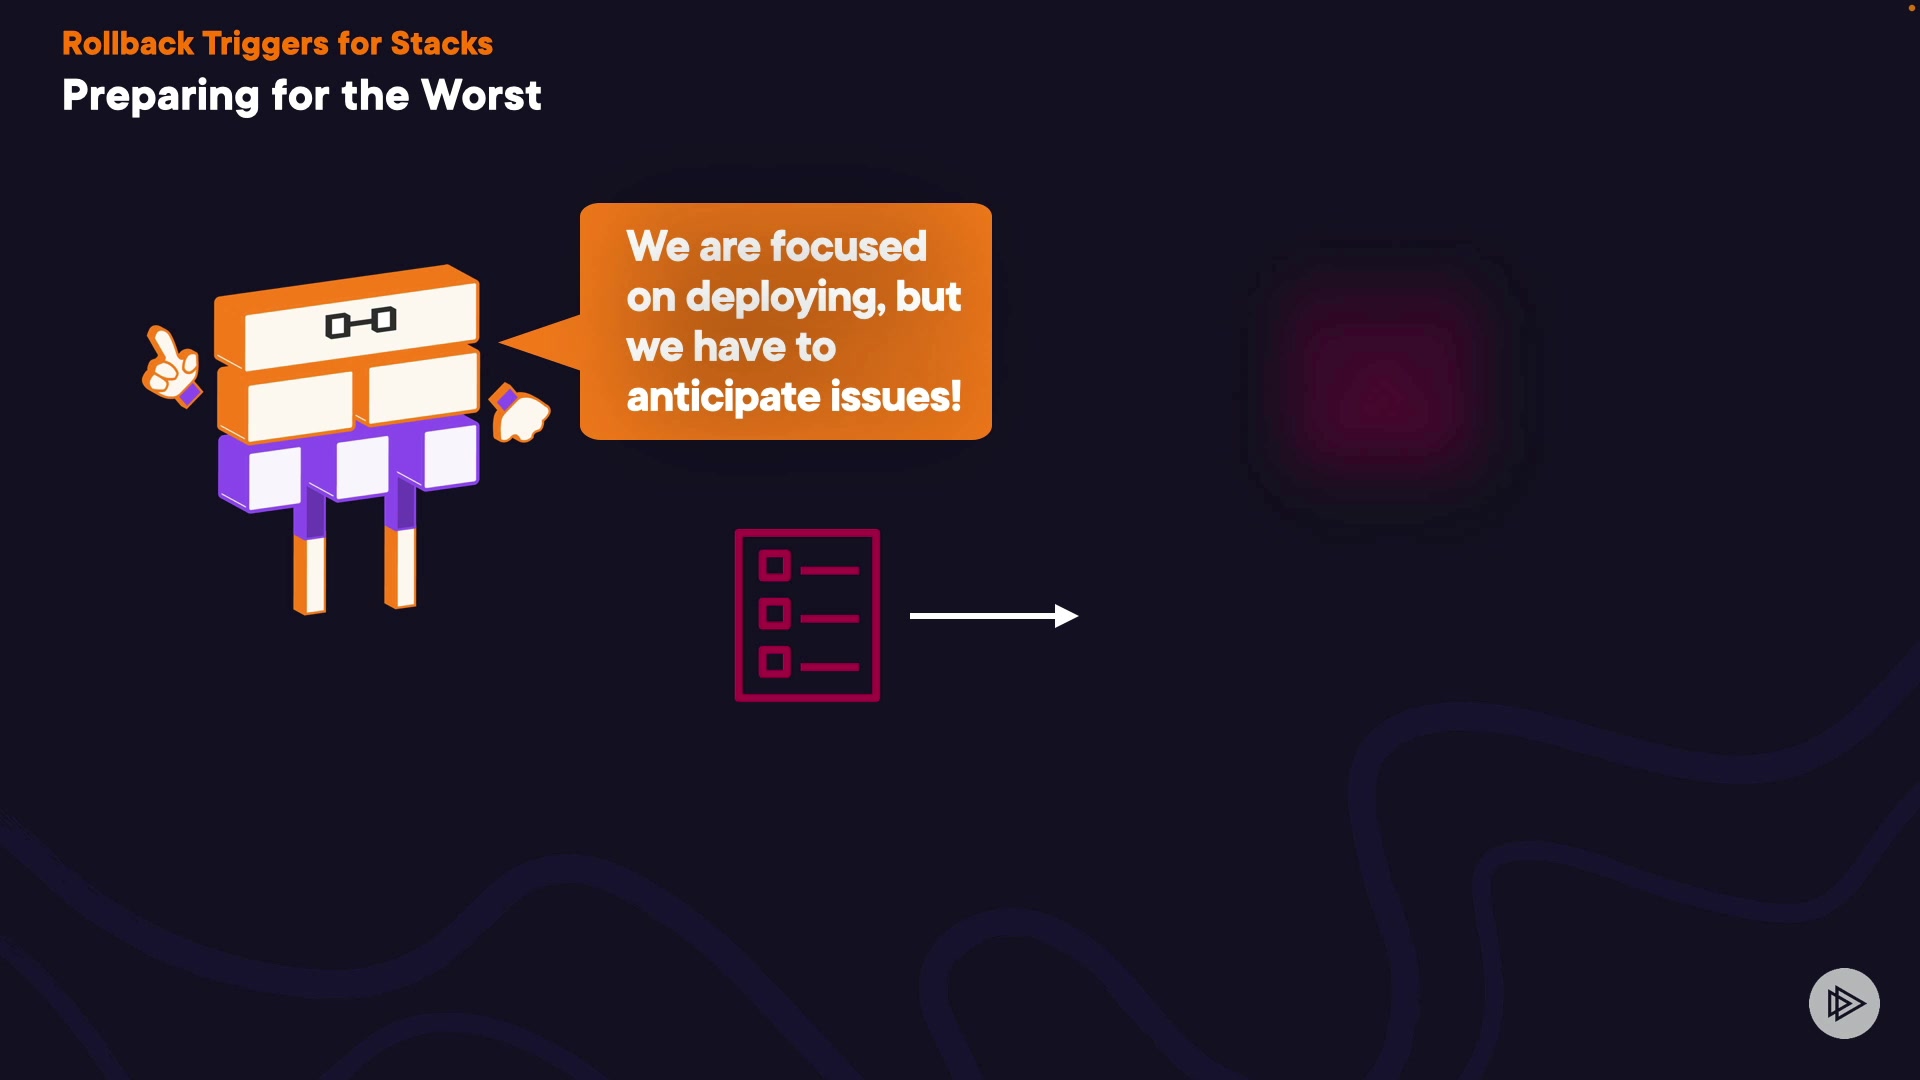 Rollback Triggers for Stacks
Preparing for the Worst
We are focused
on deploying, but
we have to
anticipate issues!